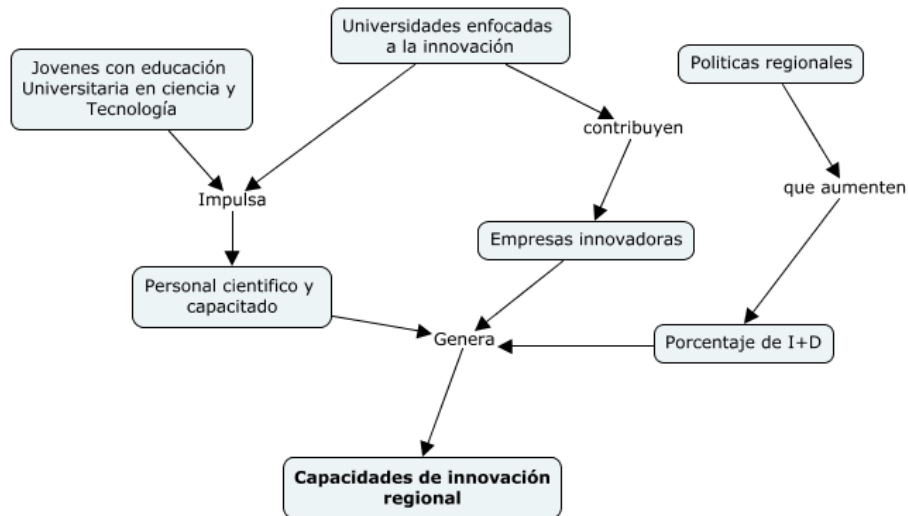 Universidades enfocadas
a la innovación
Jovenes con educación
Universitaria en ciencia y
Tecnología
Politicas regionales
contribuyen
Impulsa
que aumenten
Empresas innovadoras
Personal cientifico y
capacitado
Genera
Porcentaje de I+D
Capacidades de innovación
regional